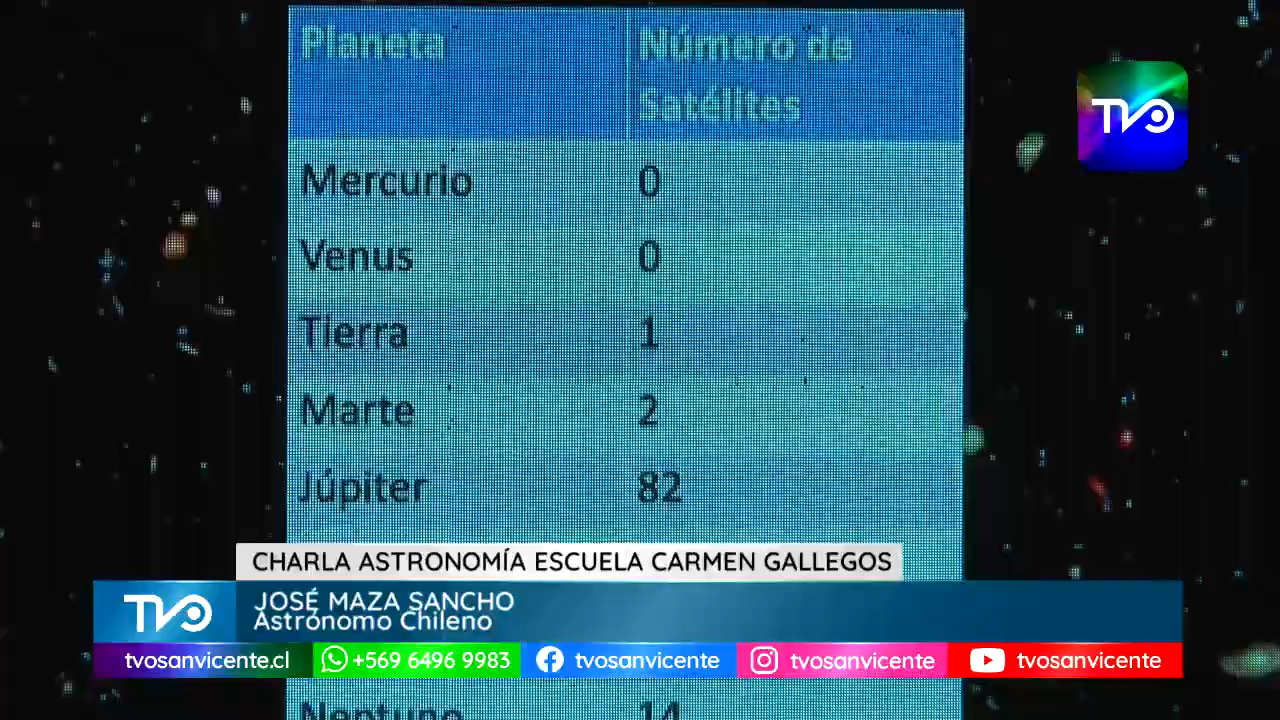 Planeta
Número de
Satélites
Mercurio
0
Venus
0
Tierra
1
Marte
2
Júpiter
82
TVO
CHARLA ASTRONOMÍA ESCUELA CARMEN GALLEGOS
TVO
JOSÉ MAZA SANCHO
Astrónomo Chileno
tvosanvicente.cl
+569 6496 9983
tvosanvicente
tvosanvicente
tvosanvicente
Neptuno
14